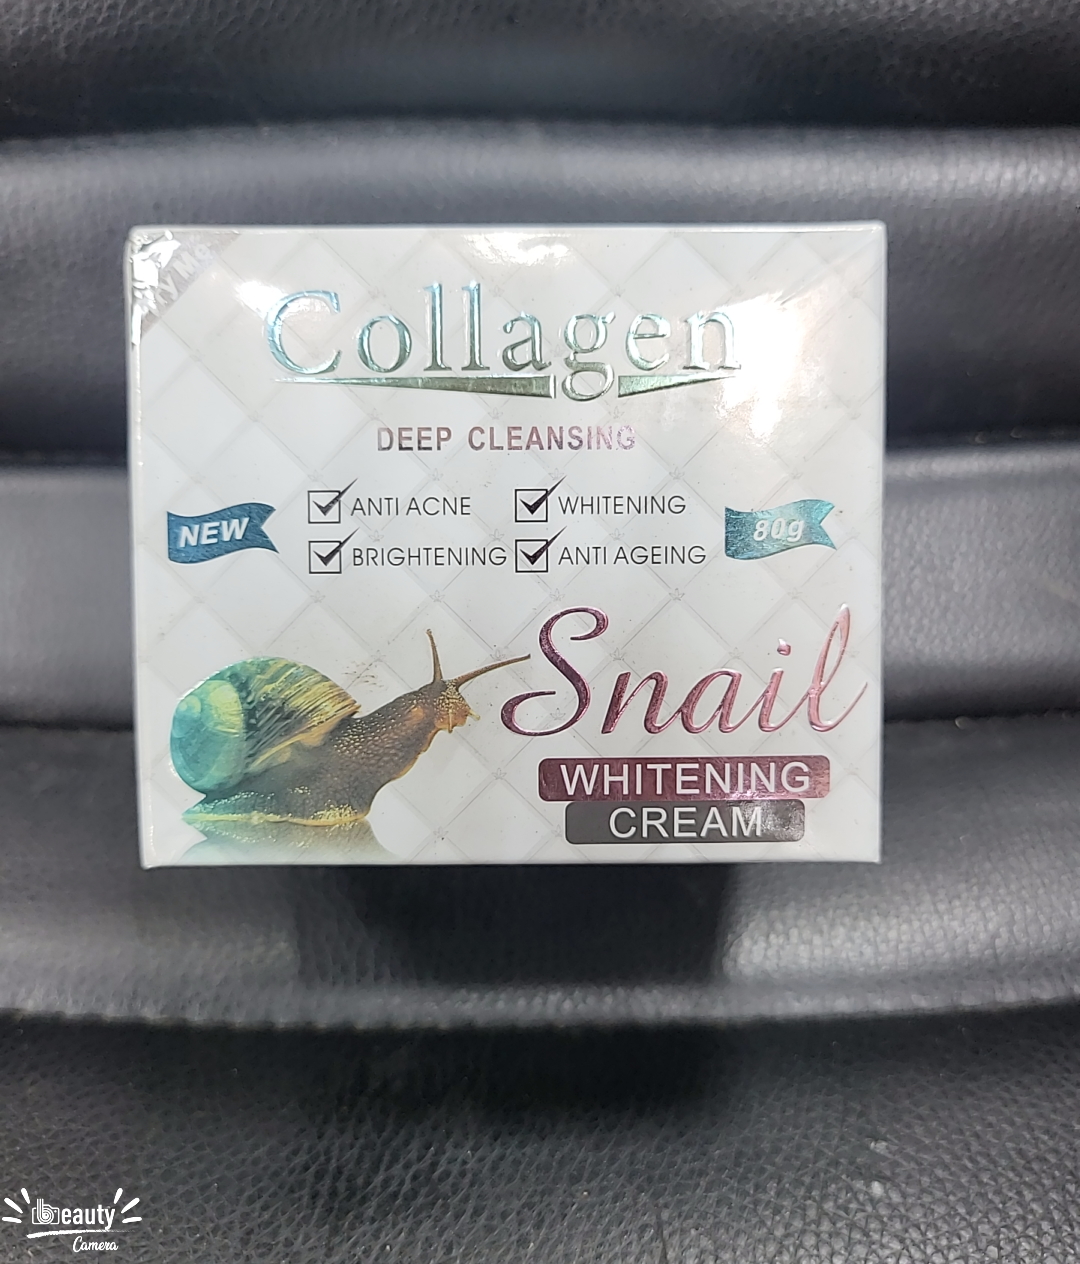 Collagen
DEEP CLEANSING
NEW
ANTI ACNE
WHITENING
BRIGHTENING
ANTI AGEING
80g
Snail
WHITENING
CREAM
beauty
Camera